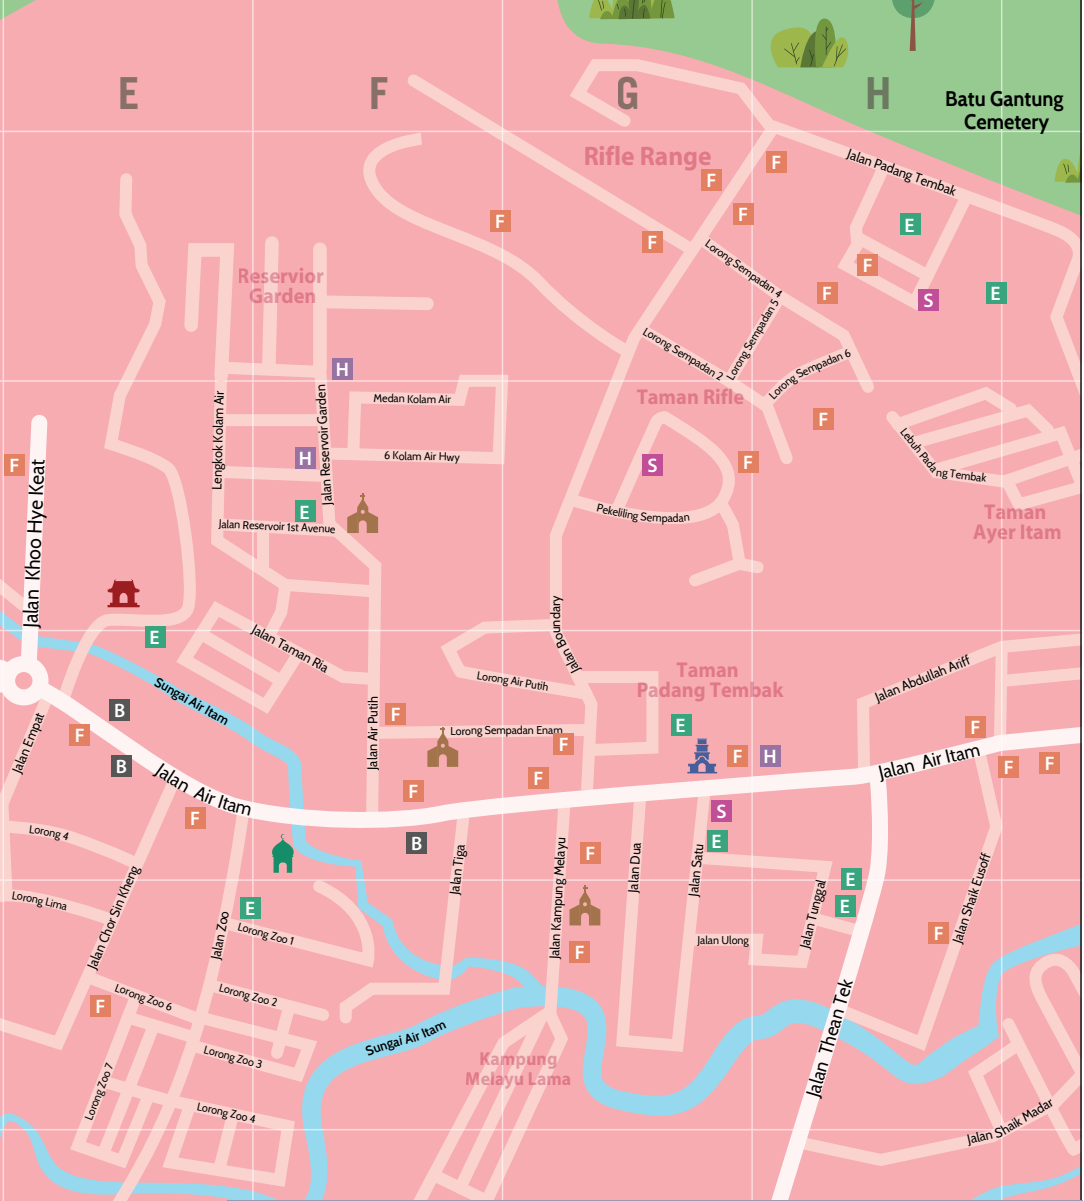 E
F
G
H
Batu Gantung
Cemetery
Rifle Range
F
F
Jalan Padang Tembak
F
F
F
E
F
Lorong Sempadan 4
F
Reservior
Garden
F
S
E
Lorong Sempadan 5
Lorong Sempadan 2
Lorong Sempadan 6
H
Taman Rifle
Medan Kolam Air
Lengkok Kolam Air
Jalan Reservoir Garden
F
Lebuh Padang Tembak
F
H
6 Kolam Air Hwy
S
F
Jalan Khoo Hye Keat
E
Jalan Reservoir 1st Avenue
Pekeliling Sempadan
Taman
Ayer Itam
E
Jalan Taman Ria
Jalan Boundary
Lorong Air Putih
Taman
Padang Tembak
Jalan Abdullah Ariff
Sungai Air Itam
B
F
Jalan Air Putih
F
Lorong Sempadan Enam
F
E
F
Jalan Empat
B
F
H
Jalan Air Itam
F
F
Jalan Air Itam
F
F
F
S
Lorong 4
B
F
Jalan Tiga
Jalan Kampung Melayu
Jalan Dua
Jalan Satu
E
E
E
Lorong Lima
Jalan Chor Sin Kheng
Jalan Zoo
E
Lorong Zoo 1
F
Jalan Ulong
Jalan Tunggal
F
Jalan Shaik Eusoff
F
Lorong Zoo 6
Lorong Zoo 2
Sungai Air Itam
Jalan Thean Tek
Lorong Zoo 3
Kampung
Melayu Lama
Lorong Zoo 7
Lorong Zoo 4
Jalan Shaik Madar